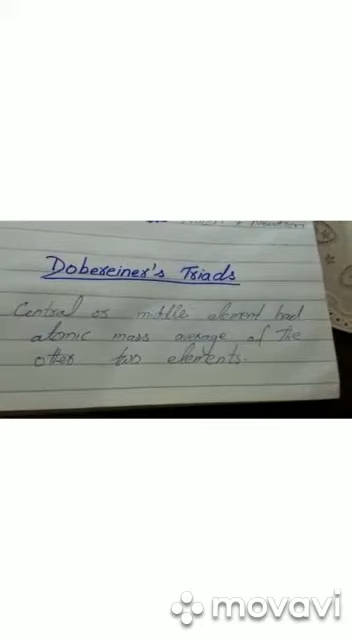 Dobereiner's Triads
Central or middle element had
atomic mass average of the
other two elements.
movavi